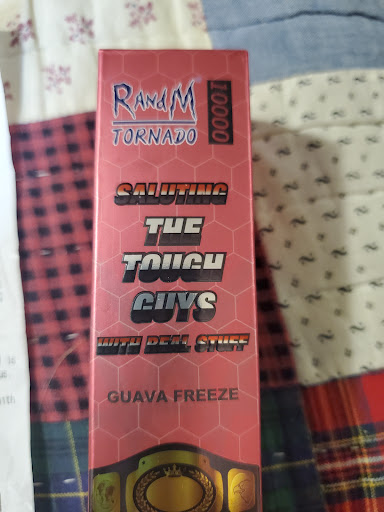 RANDM
TORNADO
10000
SALUTING
THE
TOUGH
GUYS
WITH REAL STUFF
GUAVA FREEZE